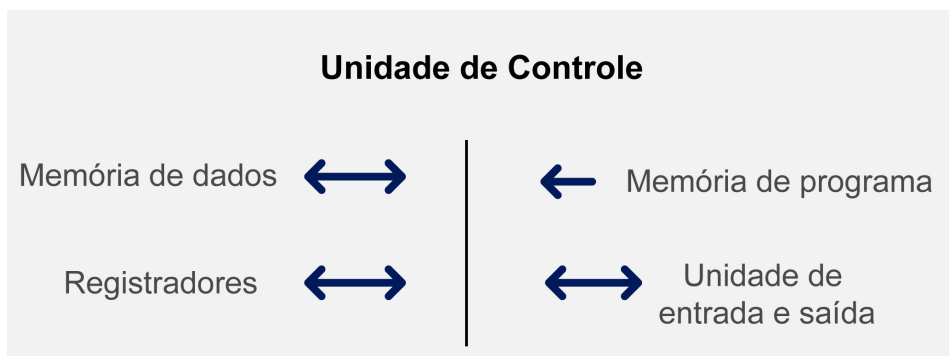 Unidade de Controle
Memória de dados
Memória de programa
Registradores
Unidade de
entrada e saída